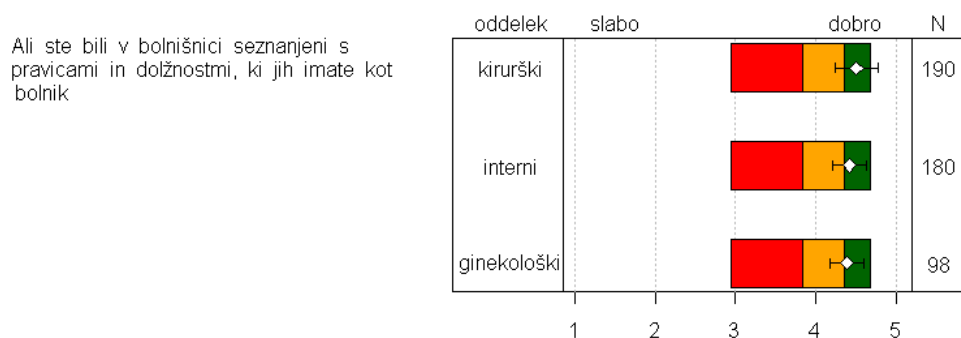 oddelek slabo dobro N
Ali ste bili v bolnišnici seznanjeni s
pravicami in dolžnostmi, ki jih imate kot
bolnik
kirurški 190
interni 180
ginekološki 98
1 2 3 4 5